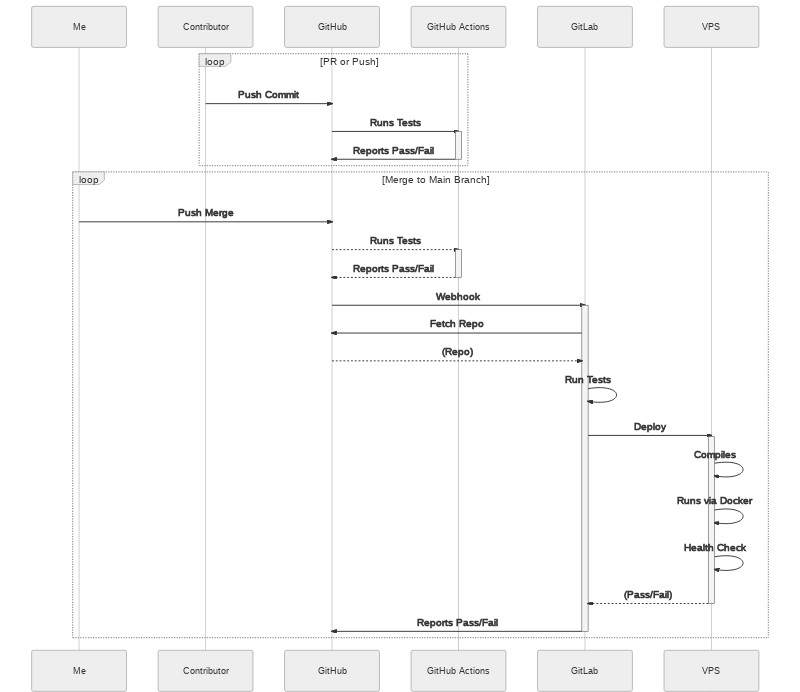 Me
Contributor
GitHub
GitHub Actions
GitLab
VPS
loop
[PR or Push]
Push Commit
Runs Tests
Reports Pass/Fail
loop
[Merge to Main Branch]
Push Merge
Runs Tests
Reports Pass/Fail
Webhook
Fetch Repo
(Repo)
Run Tests
Deploy
Compiles
Runs via Docker
Health Check
(Pass/Fail)
Reports Pass/Fail
Me
Contributor
GitHub
GitHub Actions
GitLab
VPS